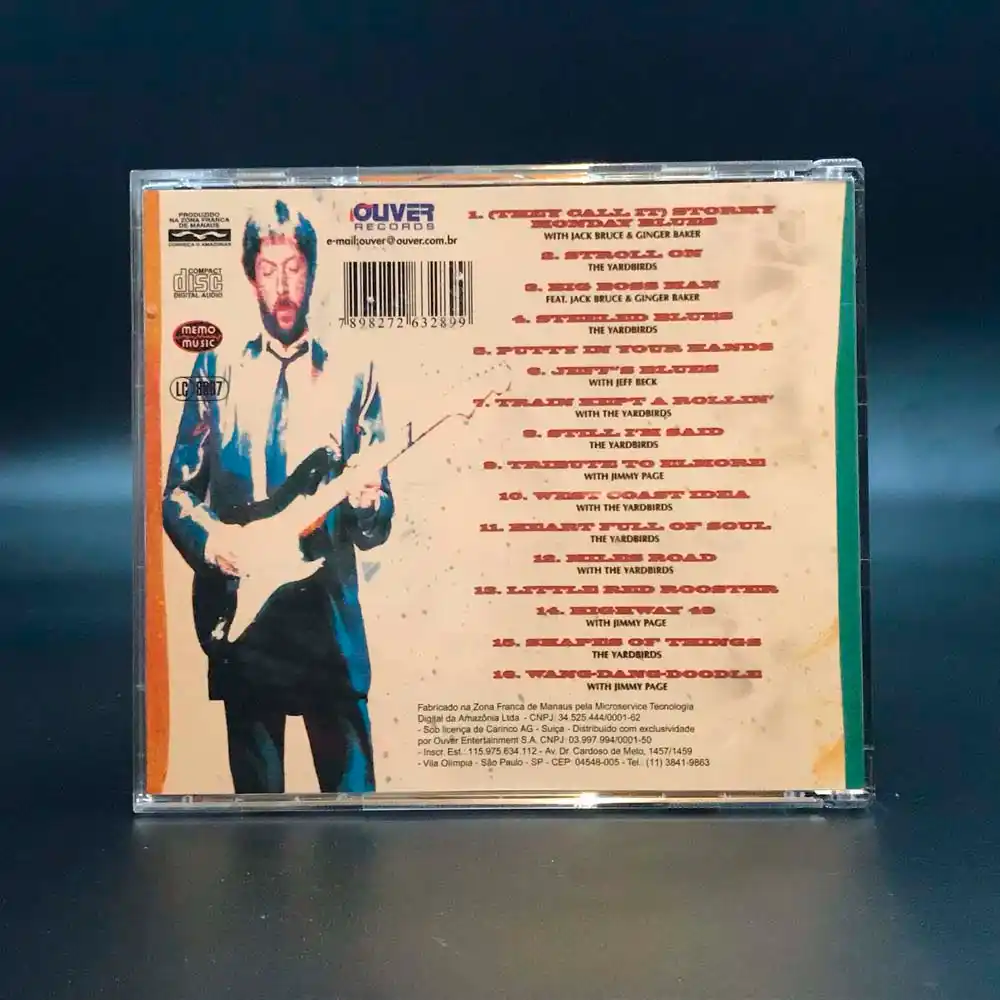 PRODUZIDO
NA ZONA FRANCA
DE MANAUS
CONHEÇA O AMAZONAS
COMPACT
disc
DIGITAL AUDIO
MEMO
MUSIC
LC
OUVER
RECORDS
e-mail;ouver@ouver.com.br
7 898272 632899
1. (THEY CALL IT) STORMY
MONDAY BLUES
WITH JACK BRUCE & GINGER BAKER
2. STROLL ON
THE YARDBIRDS
3. BIG BOSS MAN
FEAT. JACK BRUCE & GINGER BAKER
4. STEELED BLUES
THE YARDBIRDS
5. PUTTY IN YOUR HANDS
6. JEFF'S BLUES
WITH JEFF BECK
7. TRAIN KEPT A ROLLIN'
WITH THE YARDBIRDS
8. STILL I'M SAID
THE YARDBIRDS
9. TRIBUTE TO ELMORE
WITH JIMMY PAGE
10. WEST COAST IDEA
WITH THE YARDBIRDS
11. HEART FULL OF SOUL
THE YARDBIRDS
12. MILES ROAD
WITH THE YARDBIRDS
13. LITTLE RED ROOSTER
14. HIGHWAY 49
WITH JIMMY PAGE
15. SHAPES OF THINGS
THE YARDBIRDS
16. WANG-DANG-DOODLE
WITH JIMMY PAGE
Fabricado na Zona Franca de Manaus pela Microservice Tecnologia
Digital da Amazônia Ltda - CNPJ: 34.525.444/0001-62
- Sob licença de Carinco AG - Suiça - Distribuido com exclusividade
por Ouver Entertainment S.A. CNPJ: 03.997.994/0001-50
- Inscr. Est.: 115.975.634.112 - Av. Dr. Cardoso de Melo, 1457/1459
- Vila Olímpia - São Paulo - SP - CEP: 04548-005 - Tel.: (11) 3841-9863